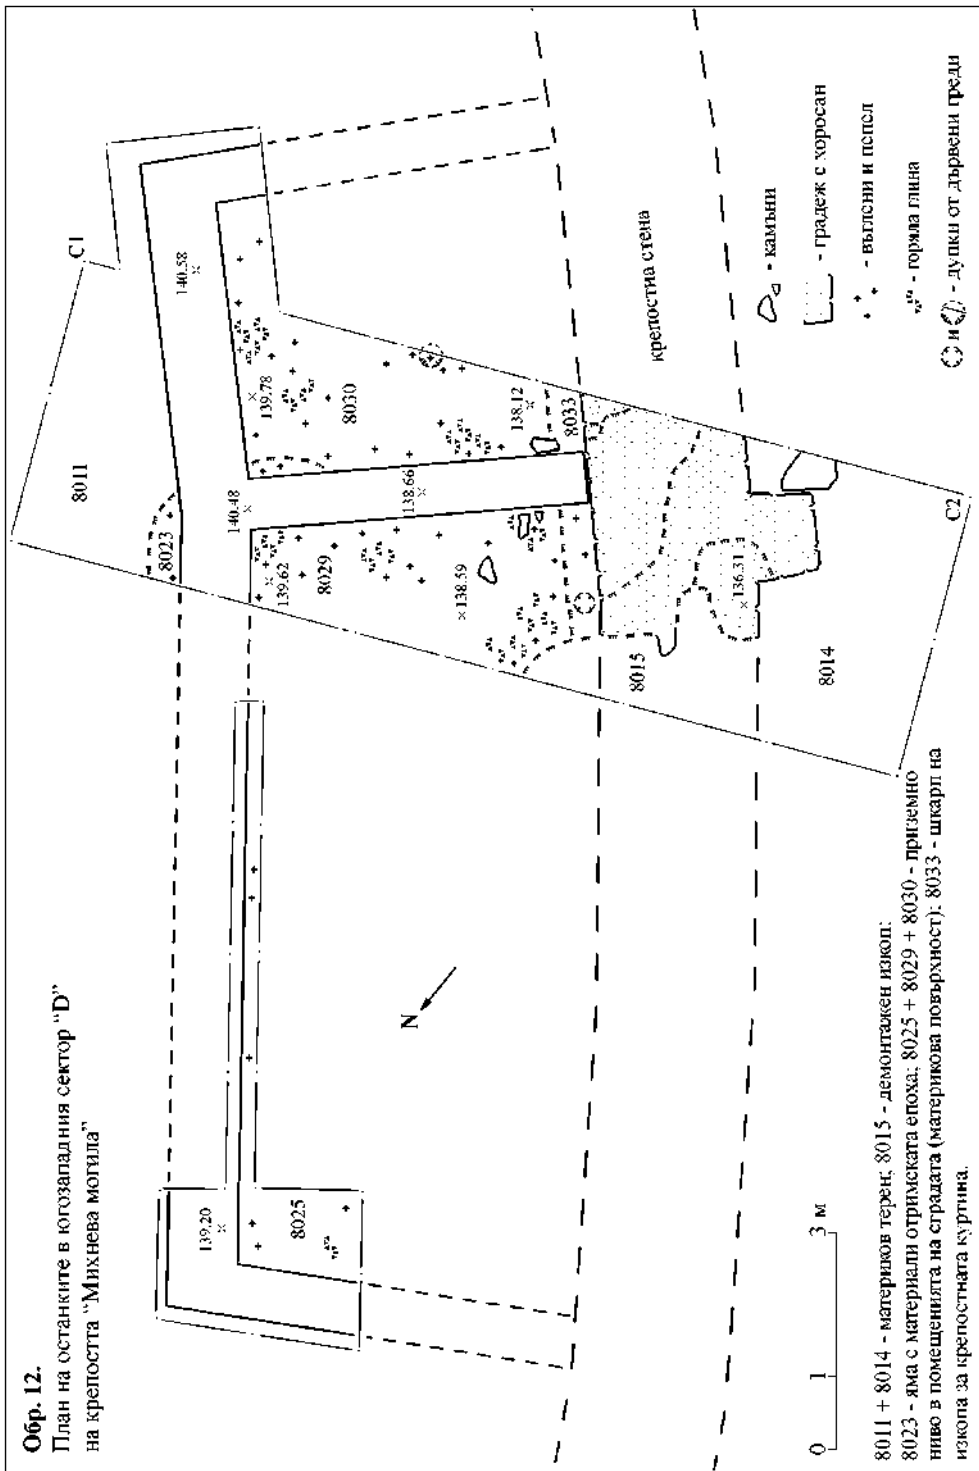 Обр. 12.
План на останките в югозападния сектор “D”
на крепостта “Михнева могила”
C1
8011
140.58
8023
140.48
139.78
8030
139.62
8029
138.66
138.12
8033
138.59
крепостна стена
8015
136.31
8014
C2
139.20
8025
N
0 1 3 м
- камъни
- градеж с хоросан
- въглени и пепел
- горяла глина
и - дупки от дървени греди
8011 + 8014 - материков терен; 8015 - демонтажен изкоп;
8023 - яма с материали от римската епоха; 8025 + 8029 + 8030 - приземно
ниво в помещенията на сградата (материкова повърхност); 8033 - шкарп на
изкопа за крепостната куртина.